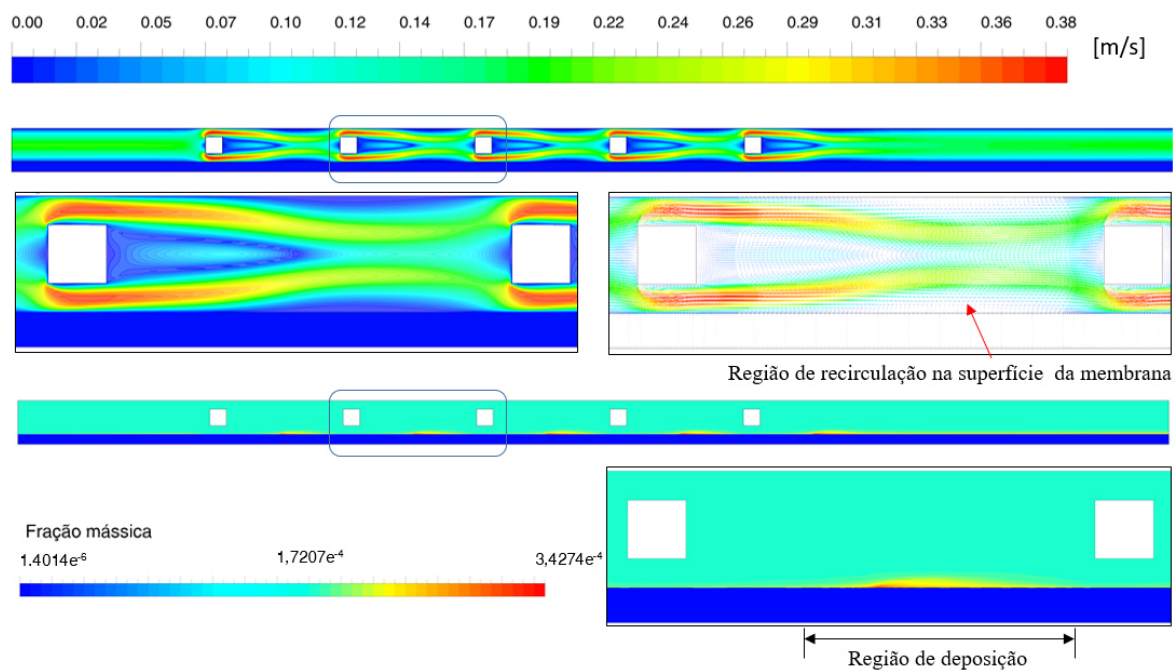 0.00 0.02 0.05 0.07 0.10 0.12 0.14 0.17 0.19 0.22 0.24 0.26 0.29 0.33 0.36 0.38
[m/s]
Região de recirculação na superfície da membrana
Fração mássica
1.4014e-6 1,7207e-4 3,4274e-4
Região de deposição